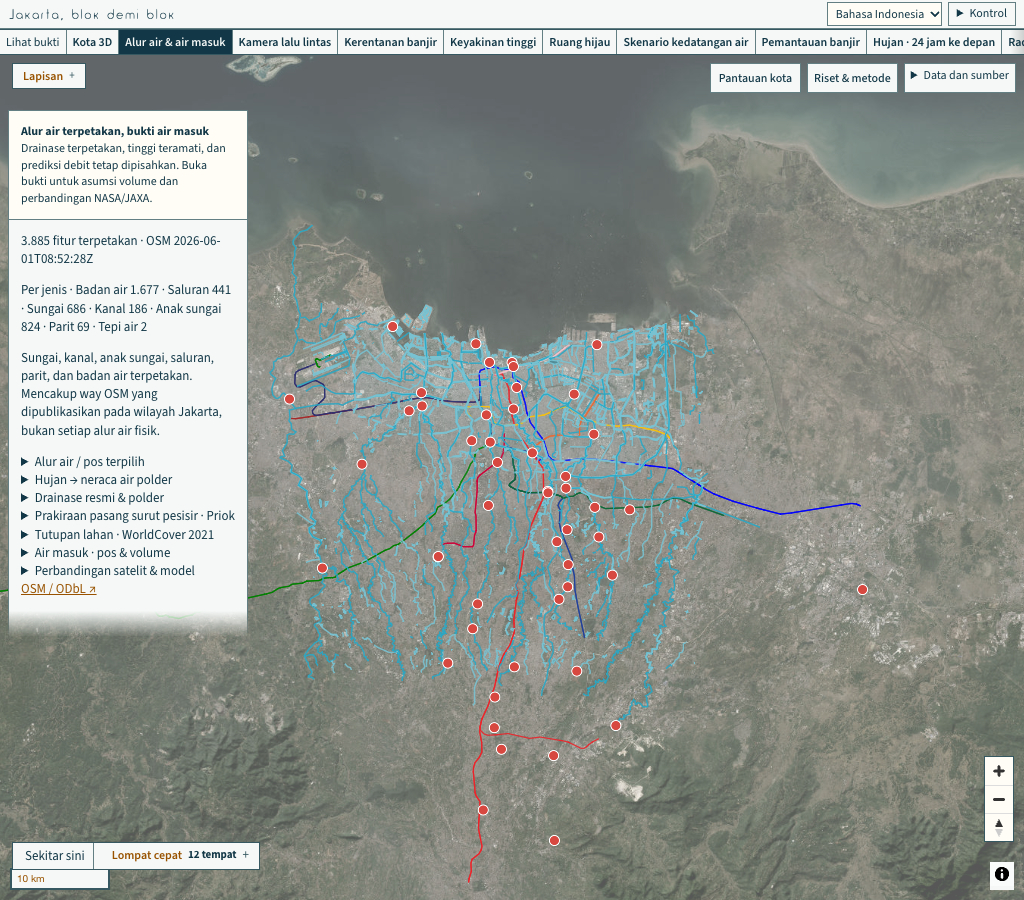 Jakarta, blok demi blok
Bahasa Indonesia
Kontrol
Lihat bukti
Kota 3D
Alur air & air masuk
Kamera lalu lintas
Kerentanan banjir
Keyakinan tinggi
Ruang hijau
Skenario kedatangan air
Pemantauan banjir
Hujan · 24 jam ke depan
Lapisan +
Pantauan kota
Riset & metode
Data dan sumber
Alur air terpetakan, bukti air masuk
Drainase terpetakan, tinggi teramati, dan
prediksi debit tetap dipisahkan. Buka
bukti untuk asumsi volume dan
perbandingan NASA/JAXA.
3.885 fitur terpetakan · OSM 2026-06-
01T08:52:28Z
Per jenis · Badan air 1.677 · Saluran 441
· Sungai 686 · Kanal 186 · Anak sungai
824 · Parit 69 · Tepi air 2
Sungai, kanal, anak sungai, saluran,
parit, dan badan air terpetakan.
Mencakup way OSM yang
dipublikasikan pada wilayah Jakarta,
bukan setiap alur air fisik.
Alur air / pos terpilih
Hujan → neraca air polder
Drainase resmi & polder
Prakiraan pasang surut pesisir · Priok
Tutupan lahan · WorldCover 2021
Air masuk · pos & volume
Perbandingan satelit & model
OSM / ODbL ↗
Sekitar sini
Lompat cepat 12 tempat +
10 km